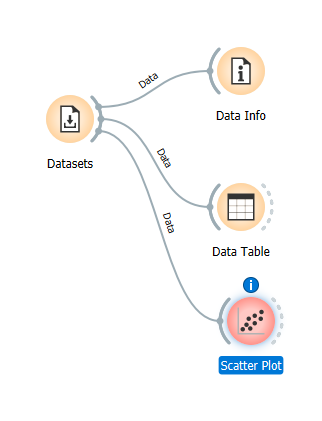 Data
Data Info
Datasets
Data
Data Table
Data
Scatter Plot